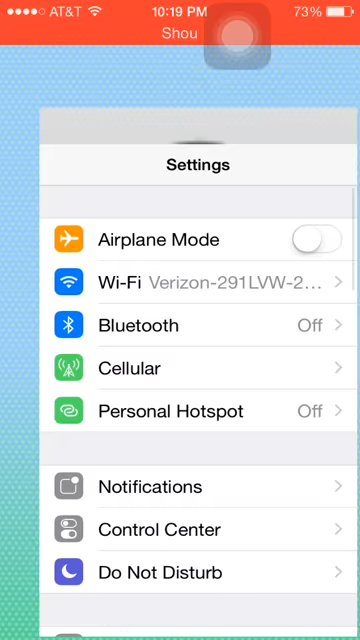 AT&T 10:19 PM 73%
Shou
Settings
Airplane Mode
Wi-Fi Verizon-291LVW-2...
Bluetooth Off
Cellular
Personal Hotspot Off
Notifications
Control Center
Do Not Disturb